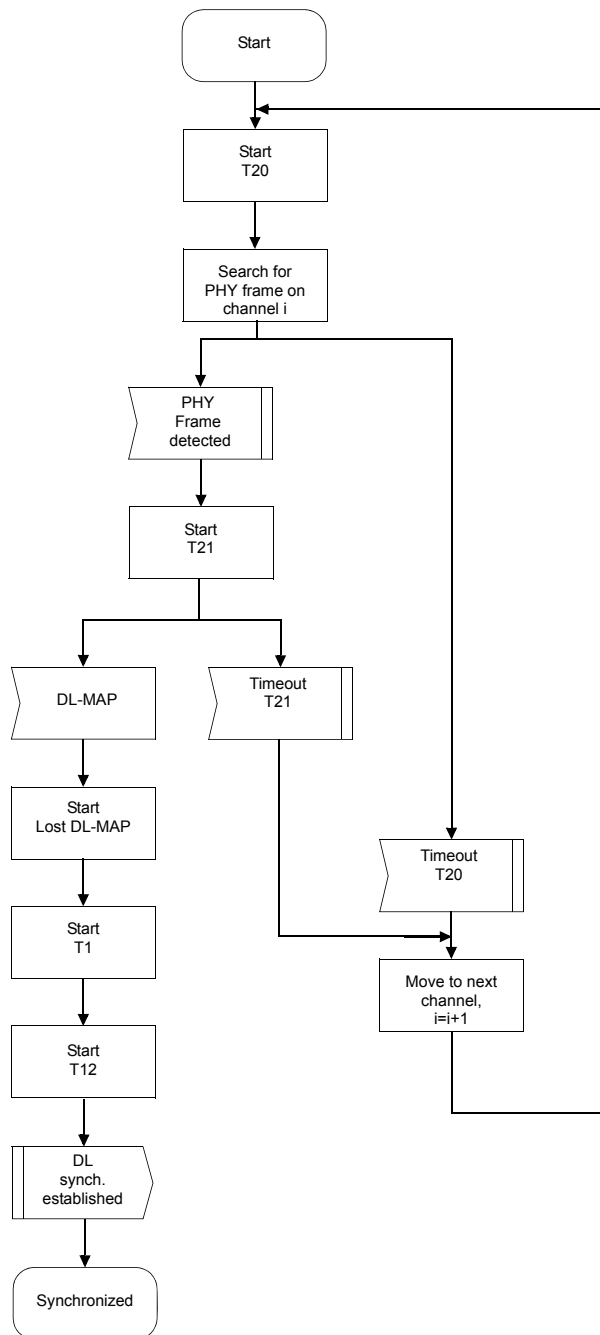 Start
Start
T20
Search for
PHY frame on
channel i
PHY
Frame
detected
Start
T21
DL-MAP
Timeout
T21
Start
Lost DL-MAP
Timeout
T20
Start
T1
Move to next
channel,
i=i+1
Start
T12
DL
synch.
established
Synchronized